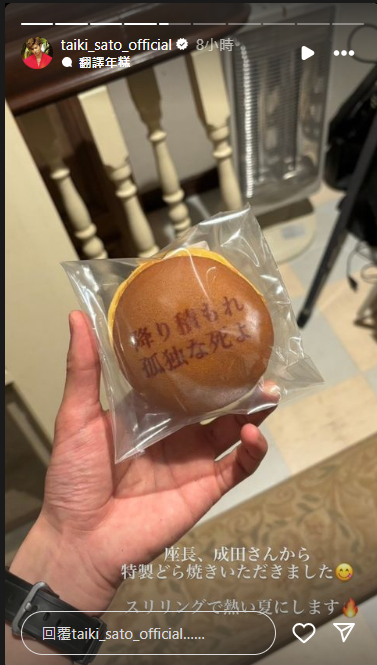 taiki_sato_official 8小時
翻譯年糕
降り積もれ
孤独な死よ
座長、成田さんから
特製どら焼きいただきました😋
スリリングで熱い夏にします🔥
回覆taiki_sato_official......